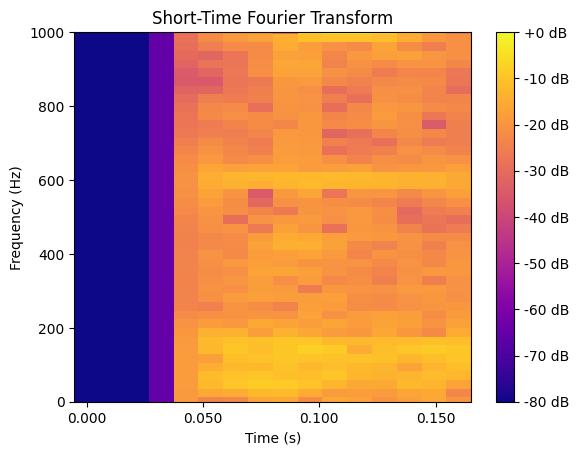 Short-Time Fourier Transform
1000
800
600
400
200
0
Frequency (Hz)
0.000
0.050
0.100
0.150
Time (s)
+0 dB
-10 dB
-20 dB
-30 dB
-40 dB
-50 dB
-60 dB
-70 dB
-80 dB